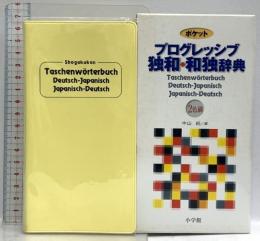 Shogakukan
Taschenwörterbuch
Deutsch-Japanisch
Japanisch-Deutsch
ポケット
プログレッシブ
独和・和独辞典
Taschenwörterbuch
Deutsch-Japanisch
Japanisch-Deutsch
2色刷
小学館